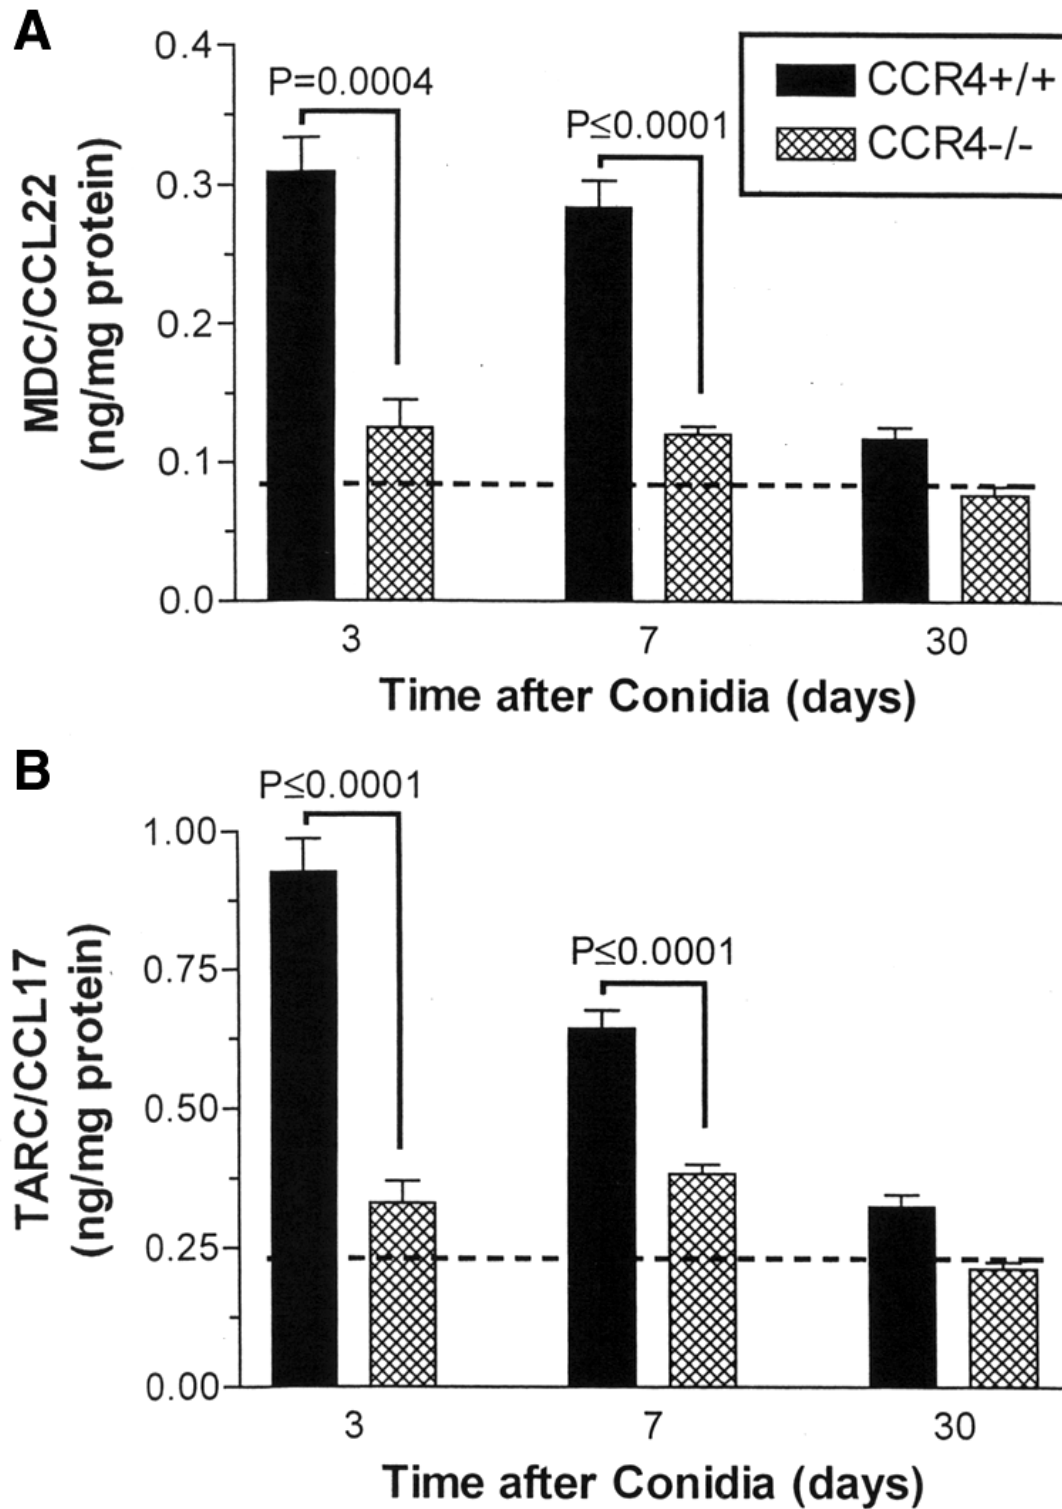 A
0.4
P=0.0004
P≤0.0001
CCR4+/+
CCR4-/-
0.3
0.2
0.1
0.0
MDC/CCL22
(ng/mg protein)
3
7
30
Time after Conidia (days)
B
P≤0.0001
1.00
P≤0.0001
0.75
0.50
0.25
0.00
TARC/CCL17
(ng/mg protein)
3
7
30
Time after Conidia (days)